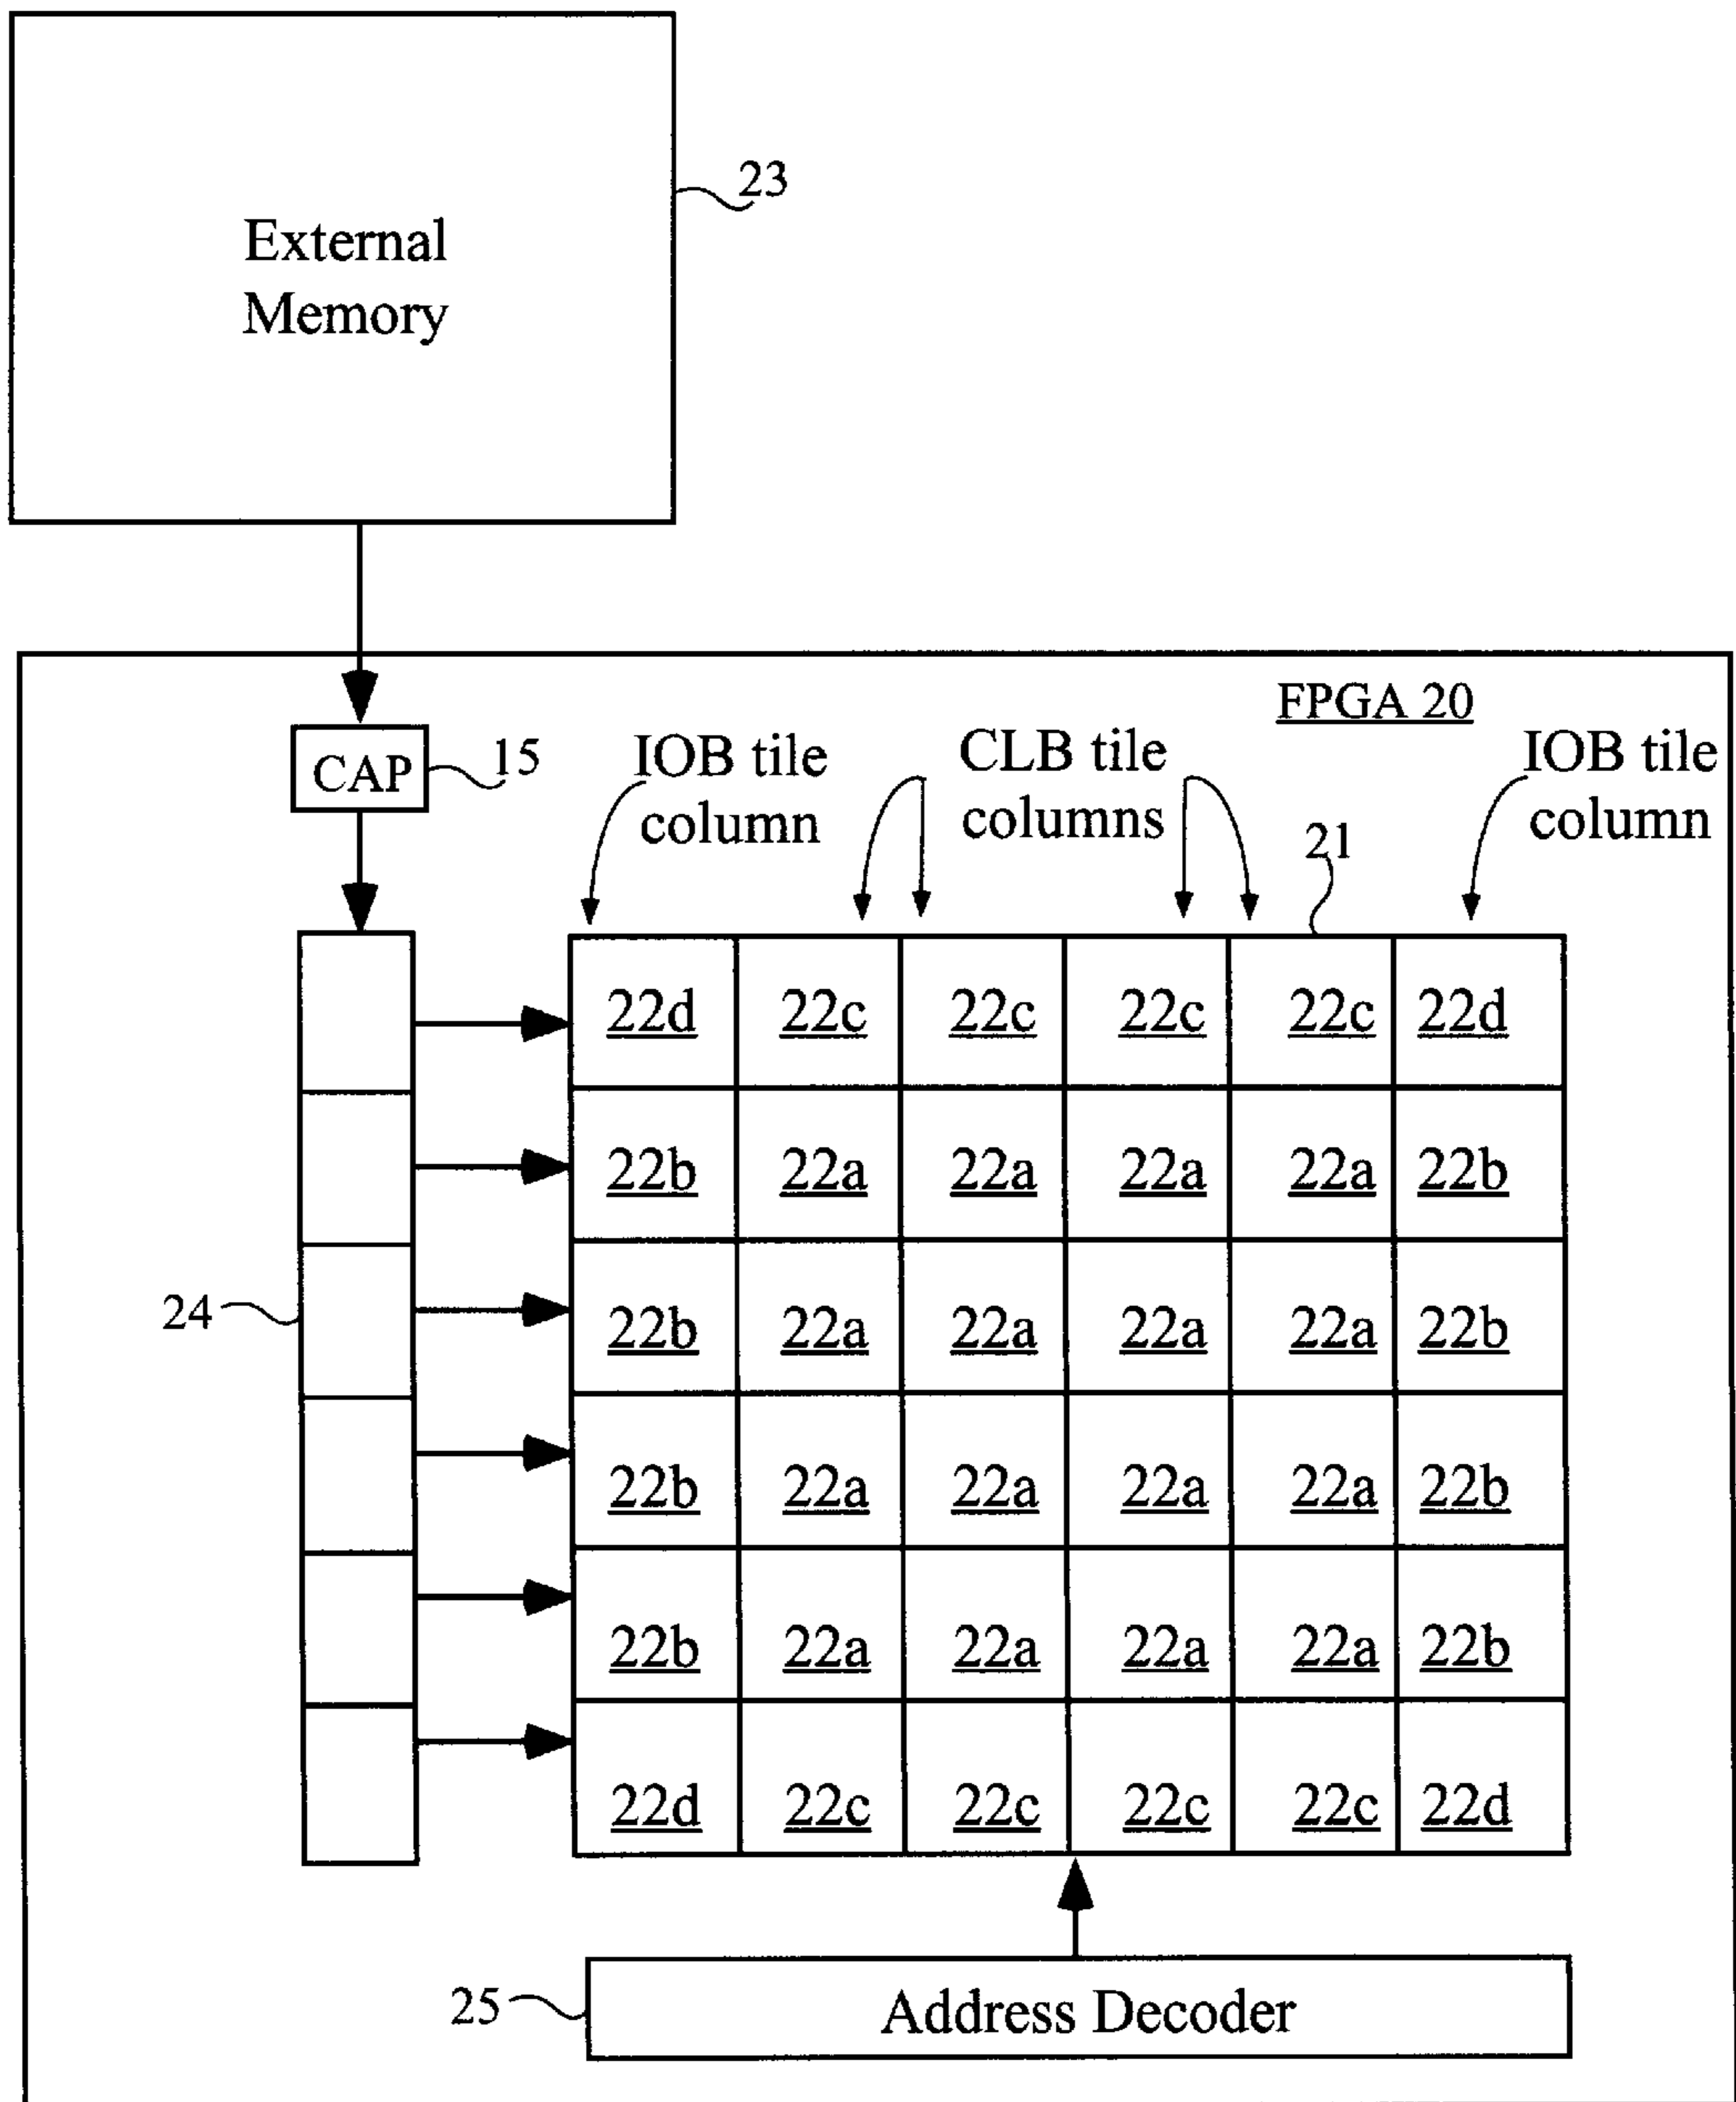 External
Memory
23
FPGA 20
CAP
15
IOB tile
column
CLB tile
columns
IOB tile
column
21
22d 22c 22c 22c 22c 22d
22b 22a 22a 22a 22a 22b
24
22b 22a 22a 22a 22a 22b
22b 22a 22a 22a 22a 22b
22b 22a 22a 22a 22a 22b
22d 22c 22c 22c 22c 22d
25
Address Decoder